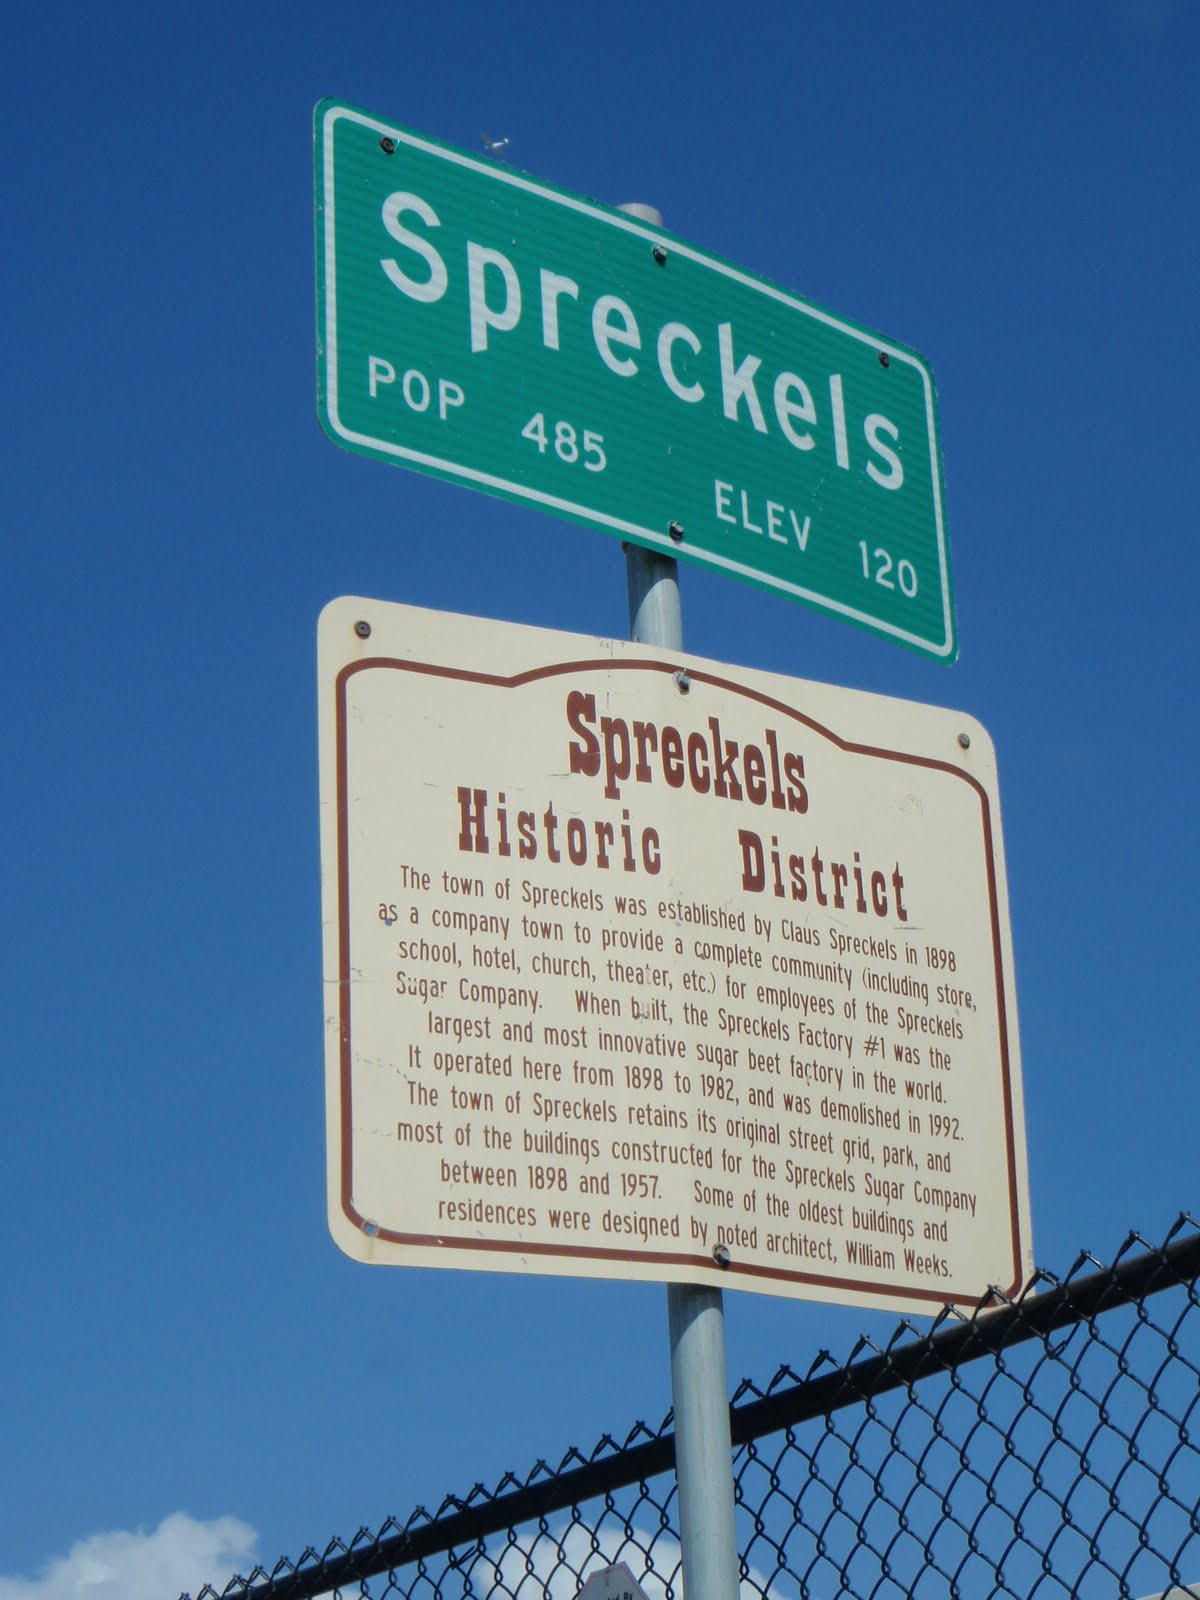 Spreckels
POP 485 ELEV 120
Spreckels
Historic District
The town of Spreckels was established by Claus Spreckels in 1898
as a company town to provide a complete community (including store,
school, hotel, church, theater, etc.) for employees of the Spreckels
Sugar Company. When built, the Spreckels Factory #1 was the
largest and most innovative sugar beet factory in the world.
It operated here from 1898 to 1982, and was demolished in 1992.
The town of Spreckels retains its original street grid, park, and
most of the buildings constructed for the Spreckels Sugar Company
between 1898 and 1957. Some of the oldest buildings and
residences were designed by noted architect, William Weeks.
By